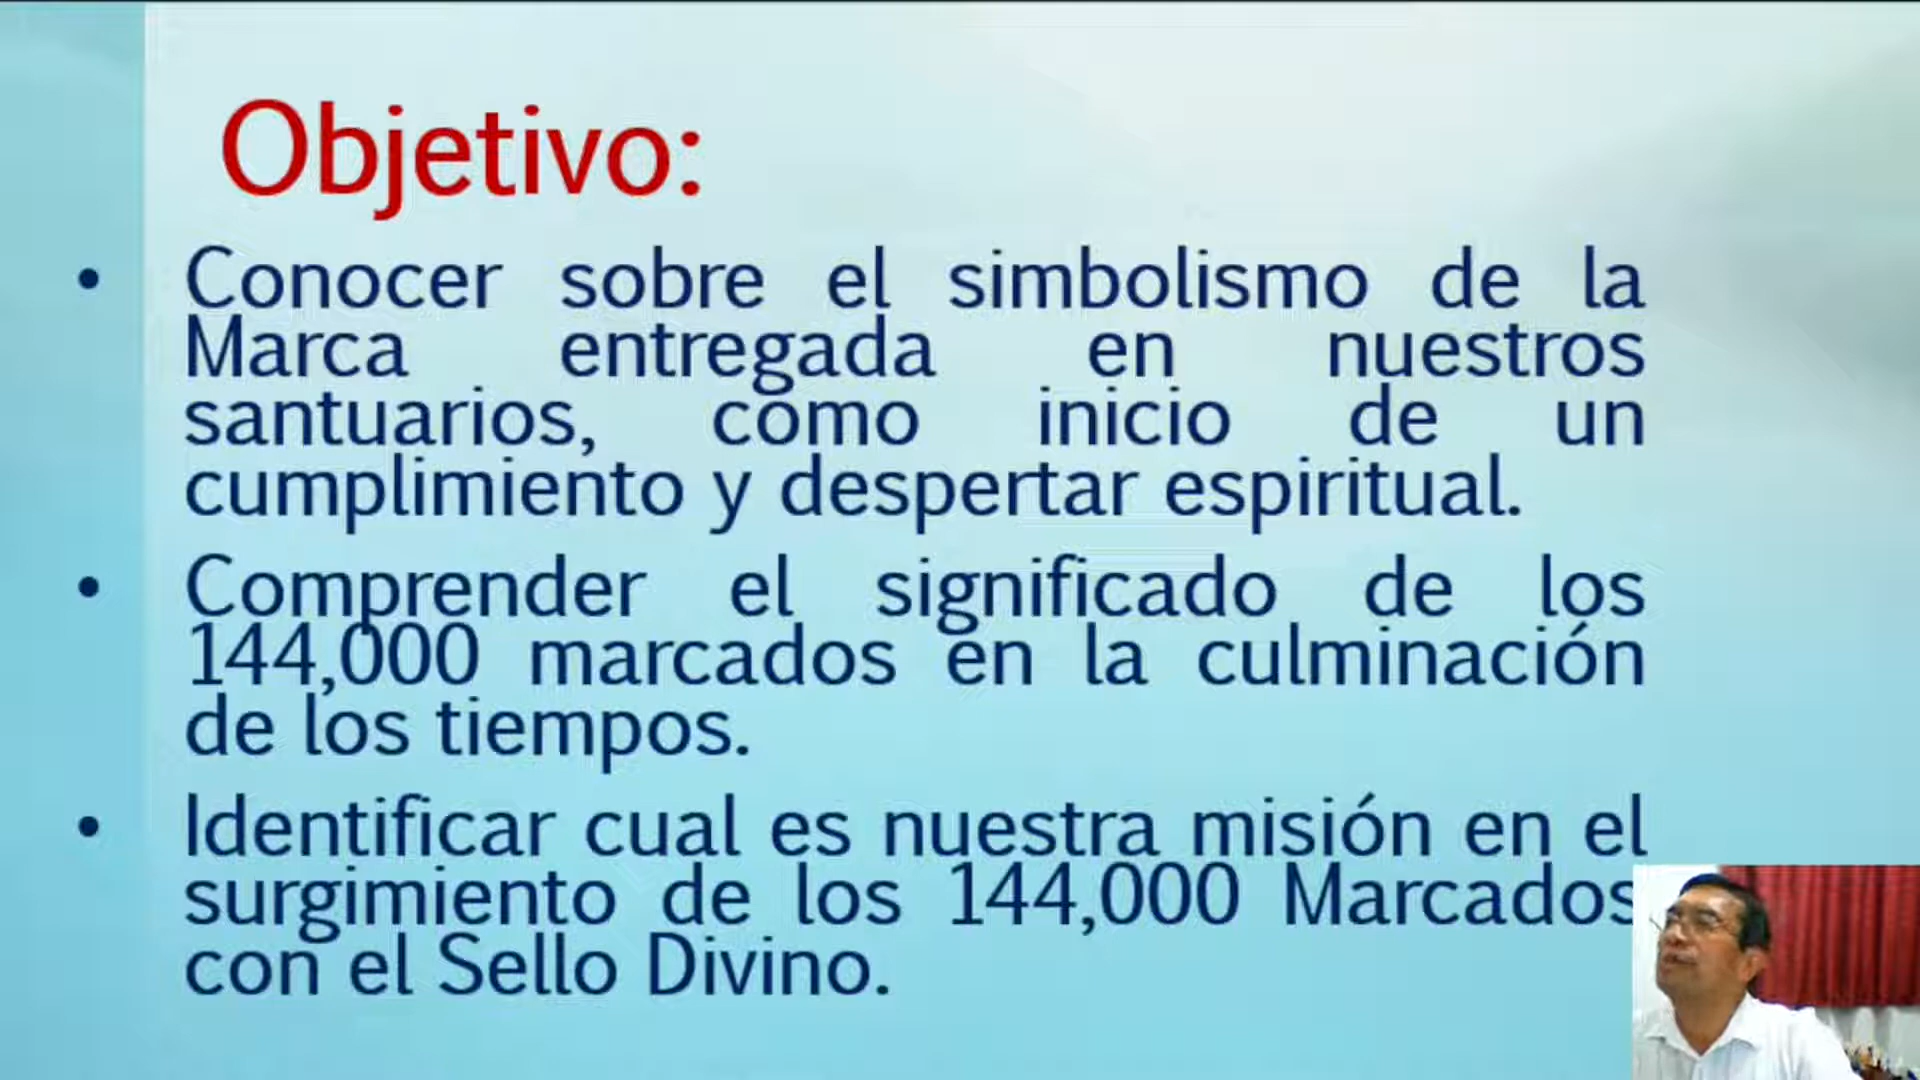 Objetivo:
• Conocer sobre el simbolismo de la
Marca entregada en nuestros
santuarios, como inicio de un
cumplimiento y despertar espiritual.
• Comprender el significado de los
144,000 marcados en la culminación
de los tiempos.
• Identificar cual es nuestra misión en el
surgimiento de los 144,000 Marcados
con el Sello Divino.